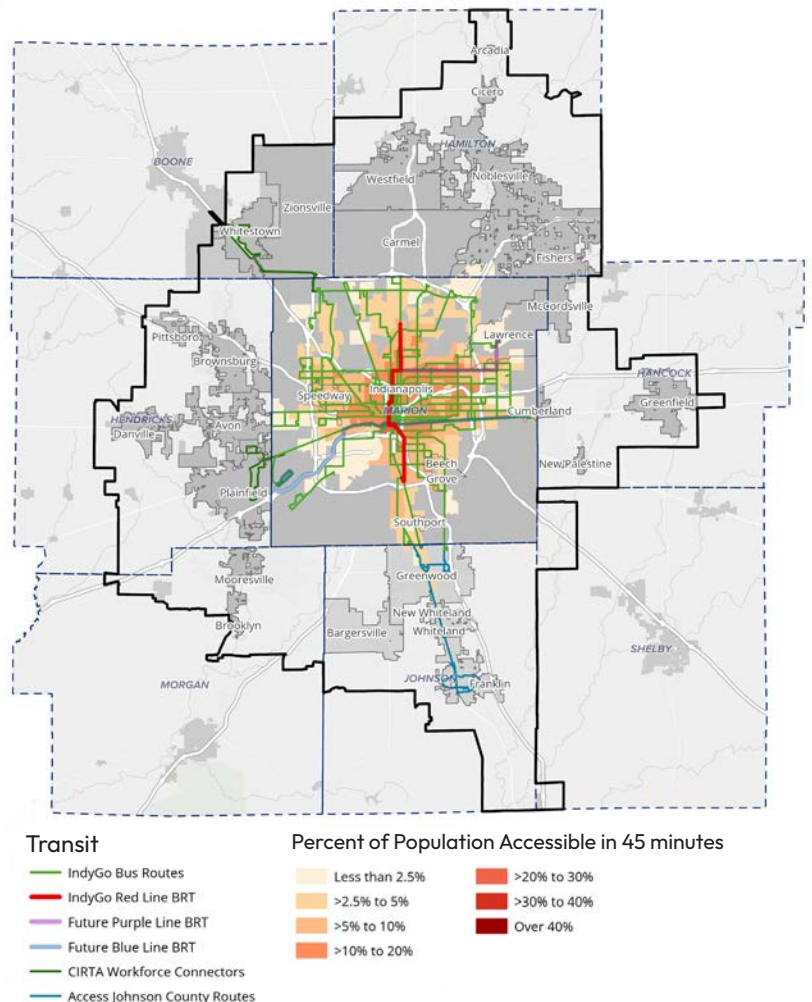 Arcadia
Cicero
HAMILTON
BOONE
Westfield
Noblesville
Zionsville
Whitestown
Carmel
Fishers
McCordsville
Pittsboro
Lawrence
Brownsburg
HANCOCK
Indianapolis
Speedway
Greenfield
MARION
Cumberland
HENDRICKS
Danville
Avon
Beech
Grove
New Palestine
Plainfield
Southport
Greenwood
Mooresville
New Whiteland
Whiteland
Brooklyn
Bargersville
SHELBY
JOHNSON
Franklin
MORGAN
Transit
IndyGo Bus Routes
IndyGo Red Line BRT
Future Purple Line BRT
Future Blue Line BRT
CIRTA Workforce Connectors
Access Johnson County Routes
Percent of Population Accessible in 45 minutes
Less than 2.5%
>2.5% to 5%
>5% to 10%
>10% to 20%
>20% to 30%
>30% to 40%
Over 40%